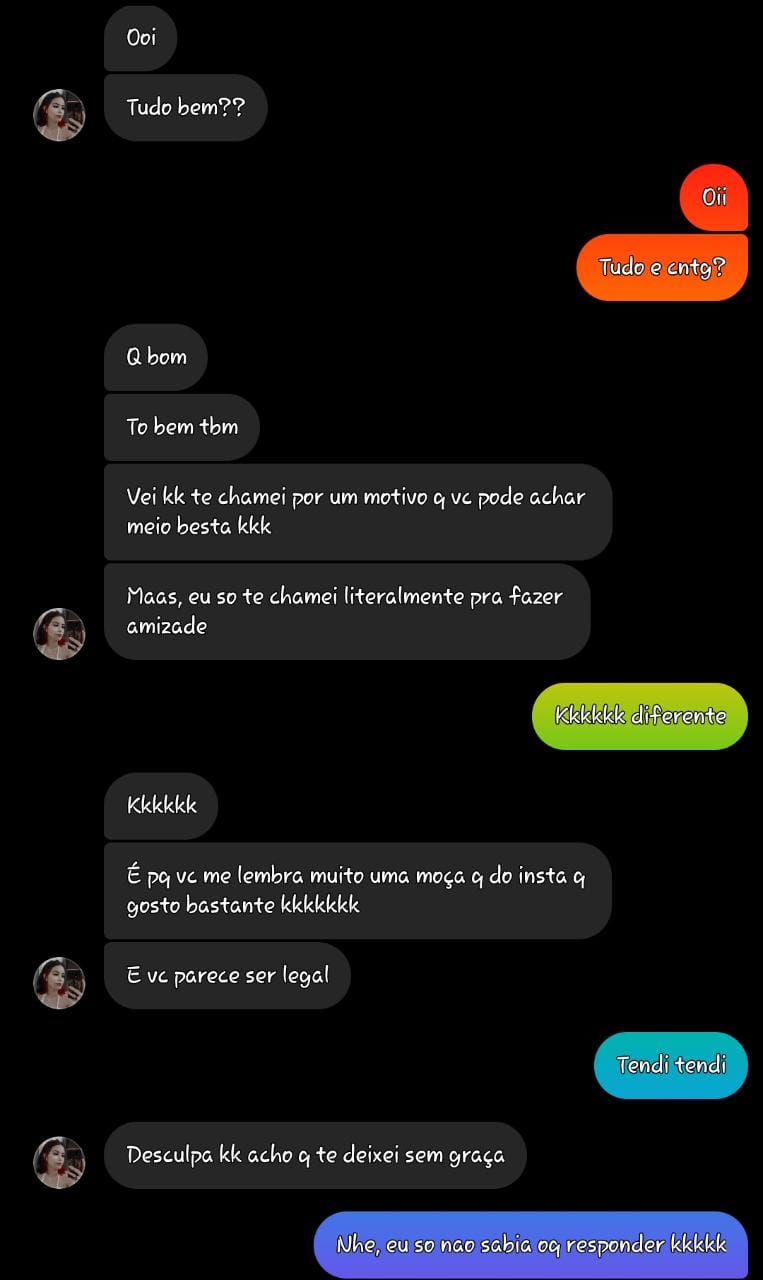 Ooi
Tudo bem??
Oii
Tudo e cntg?
Q bom
To bem tbm
Vei kk te chamei por um motivo q vc pode achar
meio besta kkk
Maas, eu so te chamei literalmente pra fazer
amizade
Kkkkkk diferente
Kkkkkk
É pq vc me lembra muito uma moça q do insta q
gosto bastante kkkkkkk
E vc parece ser legal
Tendi tendi
Desculpa kk acho q te deixei sem graça
Nhe, eu so nao sabia oq responder kkkkk